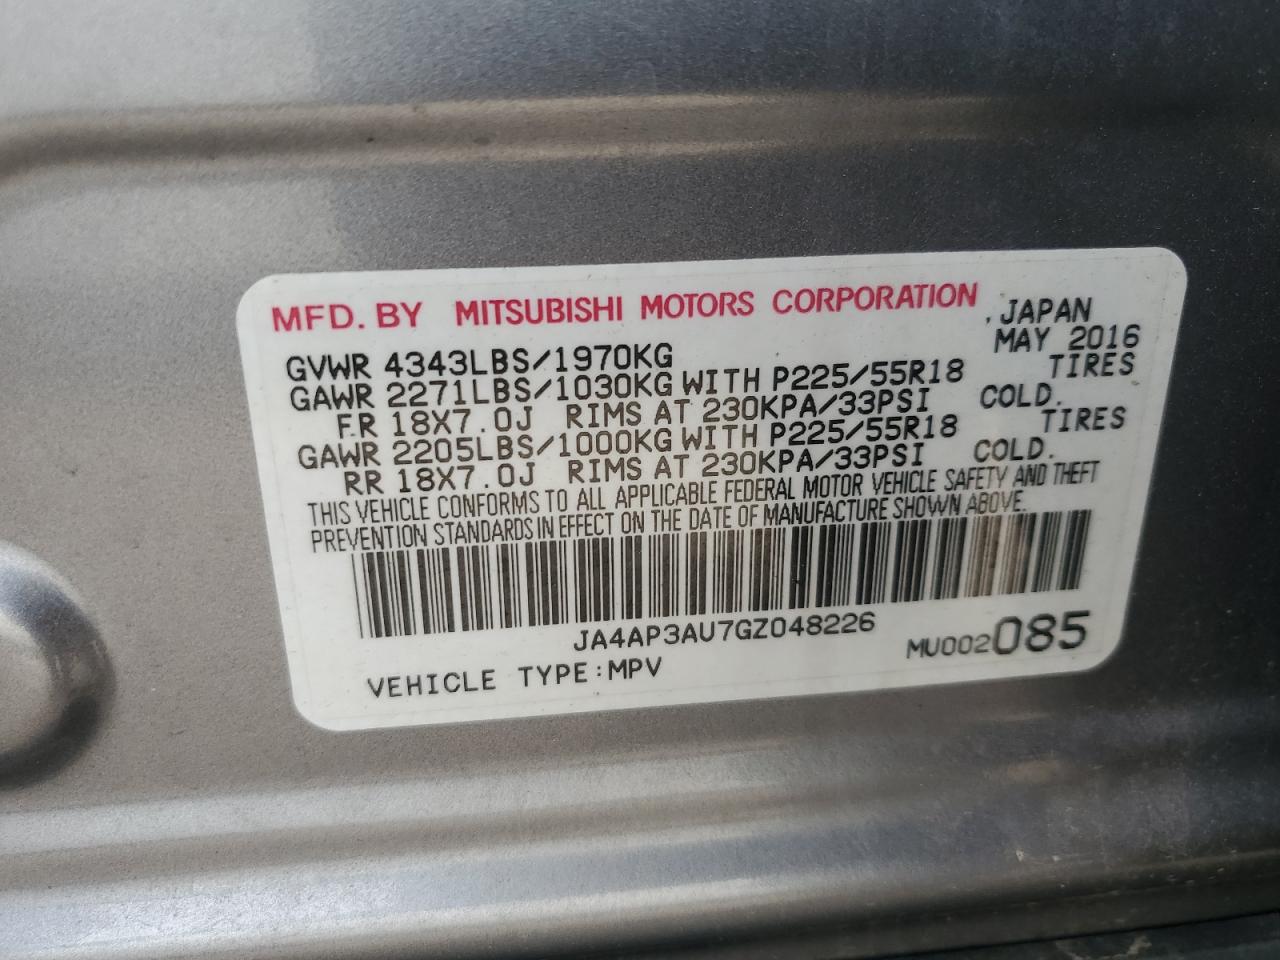 MFD. BY MITSUBISHI MOTORS CORPORATION , JAPAN
GVWR 4343LBS/1970KG MAY 2016
GAWR 2271LBS/1030KG WITH P225/55R18 TIRES
FR 18X7.0J RIMS AT 230KPA/33PSI COLD.
GAWR 2205LBS/1000KG WITH P225/55R18 TIRES
RR 18X7.0J RIMS AT 230KPA/33PSI COLD.
THIS VEHICLE CONFORMS TO ALL APPLICABLE FEDERAL MOTOR VEHICLE SAFETY AND THEFT
PREVENTION STANDARDS IN EFFECT ON THE DATE OF MANUFACTURE SHOWN ABOVE.
JA4AP3AU7GZ048226
MU002085
VEHICLE TYPE:MPV